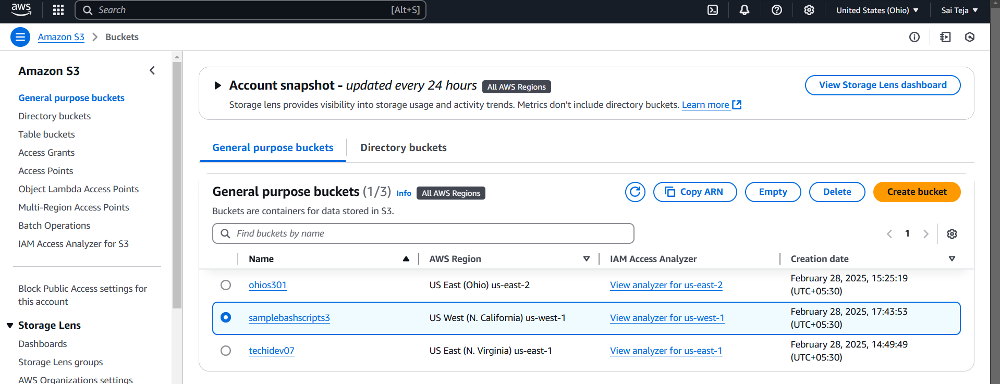 aws
Search [Alt+S]
United States (Ohio) Sai Teja
Amazon S3 Buckets
Amazon S3
General purpose buckets
Directory buckets
Table buckets
Access Grants
Access Points
Object Lambda Access Points
Multi-Region Access Points
Batch Operations
IAM Access Analyzer for S3
Block Public Access settings for
this account
Storage Lens
Dashboards
Storage Lens groups
AWS Organizations settings
Account snapshot - updated every 24 hours All AWS Regions
View Storage Lens dashboard
Storage lens provides visibility into storage usage and activity trends. Metrics don't include directory buckets. Learn more
General purpose buckets Directory buckets
General purpose buckets (1/3) Info All AWS Regions
Copy ARN Empty Delete Create bucket
Buckets are containers for data stored in S3.
Find buckets by name
1
Name AWS Region IAM Access Analyzer Creation date
ohios301 US East (Ohio) us-east-2 View analyzer for us-east-2 February 28, 2025, 15:25:19
(UTC+05:30)
samplebashscripts3 US West (N. California) us-west-1 View analyzer for us-west-1 February 28, 2025, 17:43:53
(UTC+05:30)
techidev07 US East (N. Virginia) us-east-1 View analyzer for us-east-1 February 28, 2025, 14:49:49
(UTC+05:30)